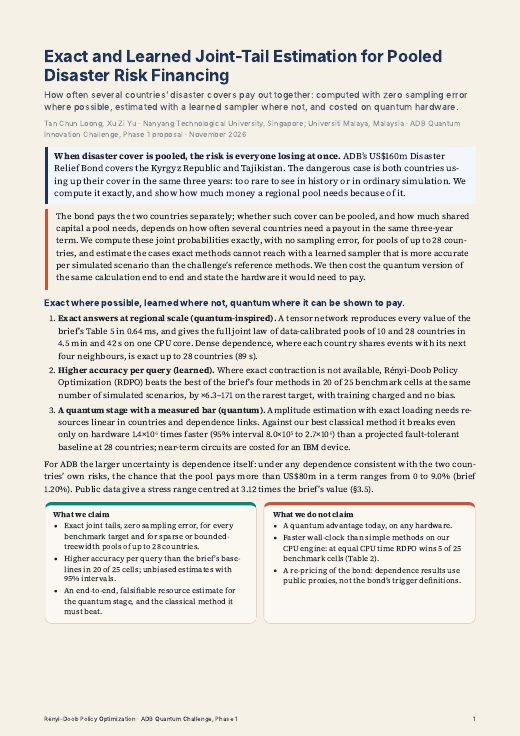 Exact and Learned Joint-Tail Estimation for Pooled
Disaster Risk Financing
How often several countries' disaster covers pay out together: computed with zero sampling error
where possible, estimated with a learned sampler where not, and costed on quantum hardware.
Tan Chun Loong, Xu Zi Yu · Nanyang Technological University, Singapore; Universiti Malaya, Malaysia · ADB Quantum
Innovation Challenge, Phase 1 proposal · November 2026
When disaster cover is pooled, the risk is everyone losing at once. ADB's US$160m Disaster
Relief Bond covers the Kyrgyz Republic and Tajikistan. The dangerous case is both countries us-
ing up their cover in the same three years: too rare to see in history or in ordinary simulation. We
compute it exactly, and show how much money a regional pool needs because of it.
The bond pays the two countries separately; whether such cover can be pooled, and how much shared
capital a pool needs, depends on how often several countries need a payout in the same three-year
term. We compute these joint probabilities exactly, with no sampling error, for pools of up to 28 coun-
tries, and estimate the cases exact methods cannot reach with a learned sampler that is more accurate
per simulated scenario than the challenge's reference methods. We then cost the quantum version of
the same calculation end to end and state the hardware it would need to pay.
Exact where possible, learned where not, quantum where it can be shown to pay.
1. Exact answers at regional scale (quantum-inspired). A tensor network reproduces every value of the
brief's Table 5 in 0.64 ms, and gives the full joint law of data-calibrated pools of 10 and 28 countries in
4.5 min and 42 s on one CPU core. Dense dependence, where each country shares events with its next
four neighbours, is exact up to 28 countries (89 s).
2. Higher accuracy per query (learned). Where exact contraction is not available, Rényi-Doob Policy
Optimization (RDPO) beats the best of the brief's four methods in 20 of 25 benchmark cells at the same
number of simulated scenarios, by ×6.3–171 on the rarest target, with training charged and no bias.
3. A quantum stage with a measured bar (quantum). Amplitude estimation with exact loading needs re-
sources linear in countries and dependence links. Against our best classical method it breaks even
only on hardware 1.4×10⁶ times faster (95% interval 8.0×10⁵ to 2.7×10⁶) than a projected fault-tolerant
baseline at 28 countries; near-term circuits are costed for an IBM device.
For ADB the larger uncertainty is dependence itself: under any dependence consistent with the two coun-
tries' own risks, the chance that the pool pays more than US$80m in a term ranges from 0 to 9.0% (brief
1.20%). Public data give a stress range centred at 3.12 times the brief's value (§3.5).
What we claim
• Exact joint tails, zero sampling error, for every
benchmark target and for sparse or bounded-
treewidth pools of up to 28 countries.
• Higher accuracy per query than the brief's base-
lines in 20 of 25 cells; unbiased estimates with
95% intervals.
• An end-to-end, falsifiable resource estimate for
the quantum stage, and the classical method it
must beat.
What we do not claim
• A quantum advantage today, on any hardware.
• Faster wall-clock than simple methods on our
CPU engine: at equal CPU time RDPO wins 5 of 25
benchmark cells (Table 2).
• A re-pricing of the bond: dependence results use
public proxies, not the bond's trigger definitions.
Rényi-Doob Policy Optimization · ADB Quantum Challenge, Phase 1
1